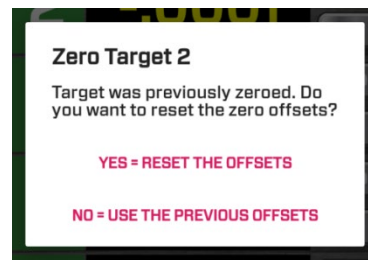 Zero Target 2
Target was previously zeroed. Do
you want to reset the zero offsets?
YES = RESET THE OFFSETS
NO = USE THE PREVIOUS OFFSETS